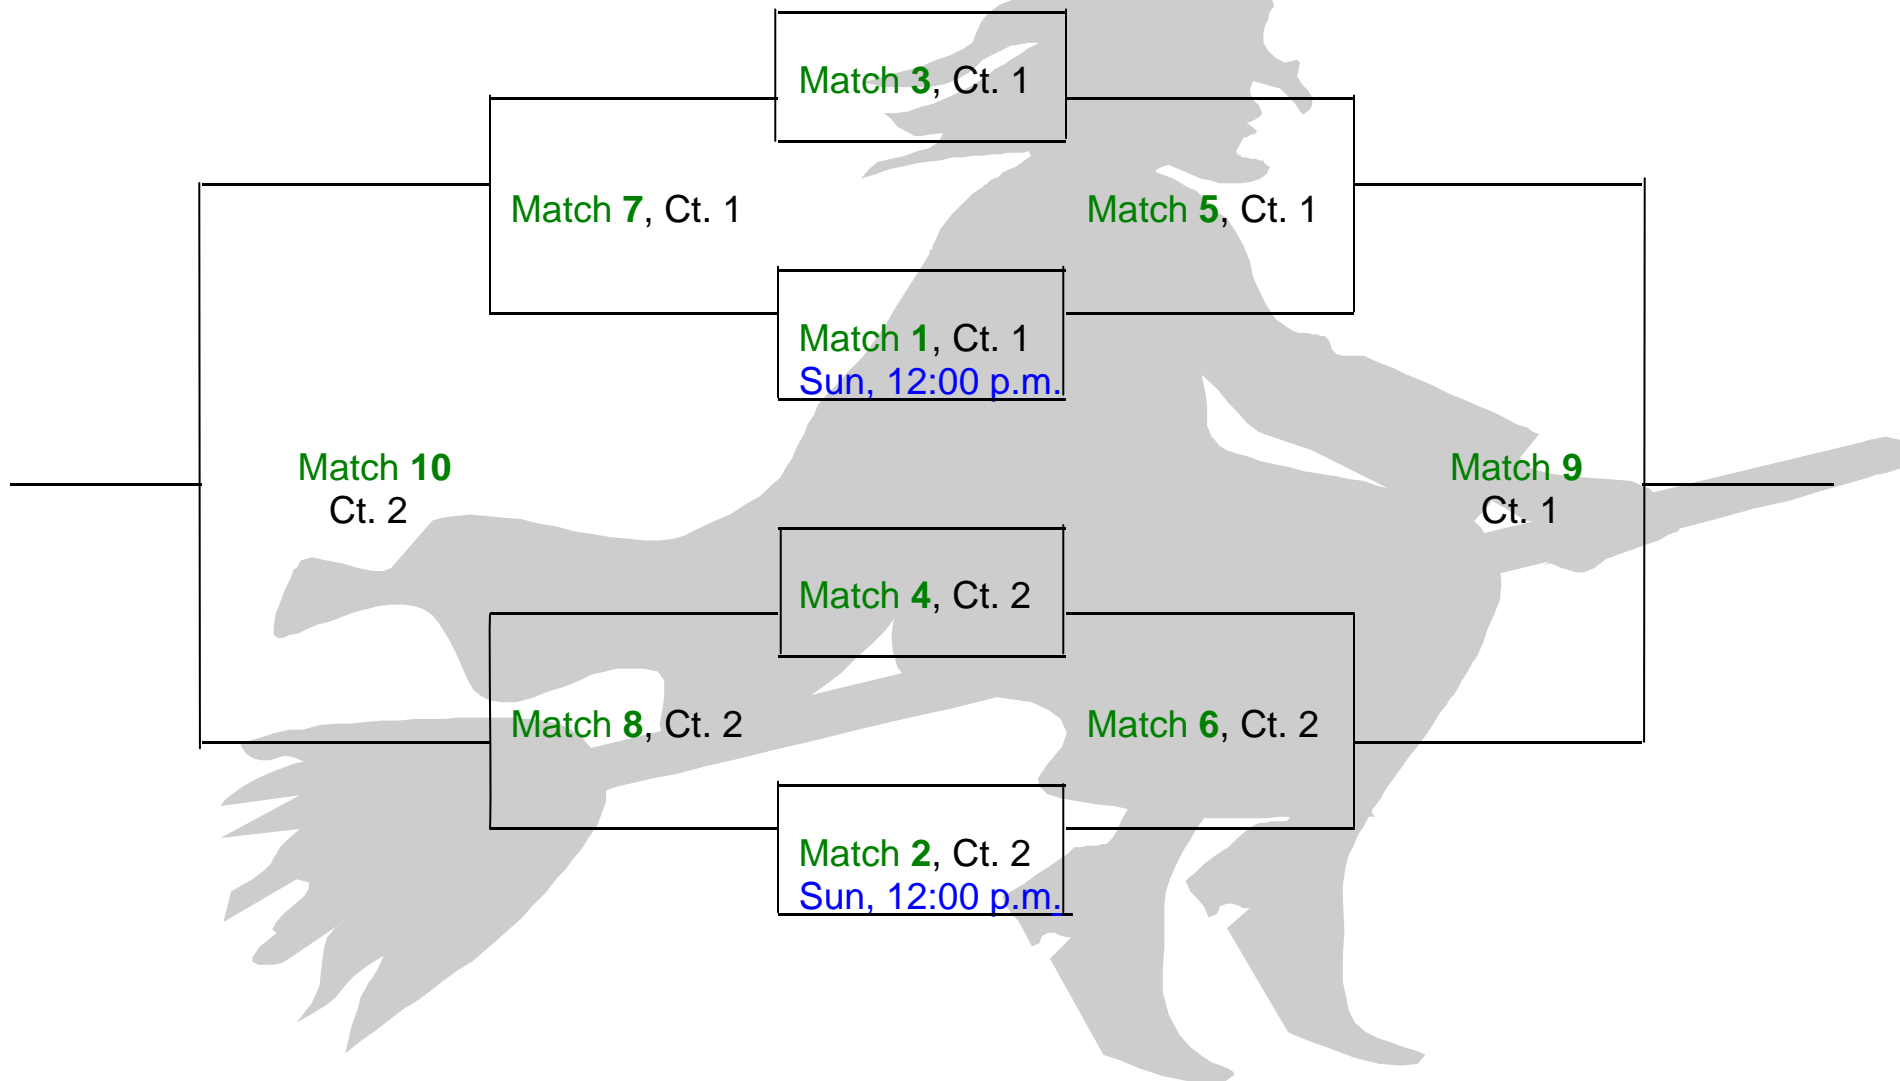 Match 3, Ct. 1
Match 7, Ct. 1
Match 5, Ct. 1
Match 1, Ct. 1
Sun, 12:00 p.m.
Match 10
Ct. 2
Match 9
Ct. 1
Match 4, Ct. 2
Match 8, Ct. 2
Match 6, Ct. 2
Match 2, Ct. 2
Sun, 12:00 p.m.